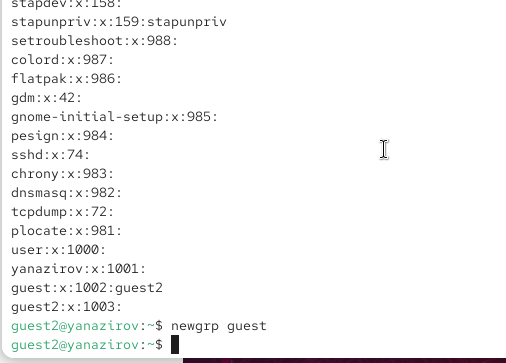 stapdev:x:158:
stapunpriv:x:159:stapunpriv
setroubleshoot:x:988:
colord:x:987:
flatpak:x:986:
gdm:x:42:
gnome-initial-setup:x:985:
pesign:x:984:
sshd:x:74:
chrony:x:983:
dnsmasq:x:982:
tcpdump:x:72:
plocate:x:981:
user:x:1000:
yanazirov:x:1001:
guest:x:1002:guest2
guest2:x:1003:
guest2@yanazirov:~$ newgrp guest
guest2@yanazirov:~$